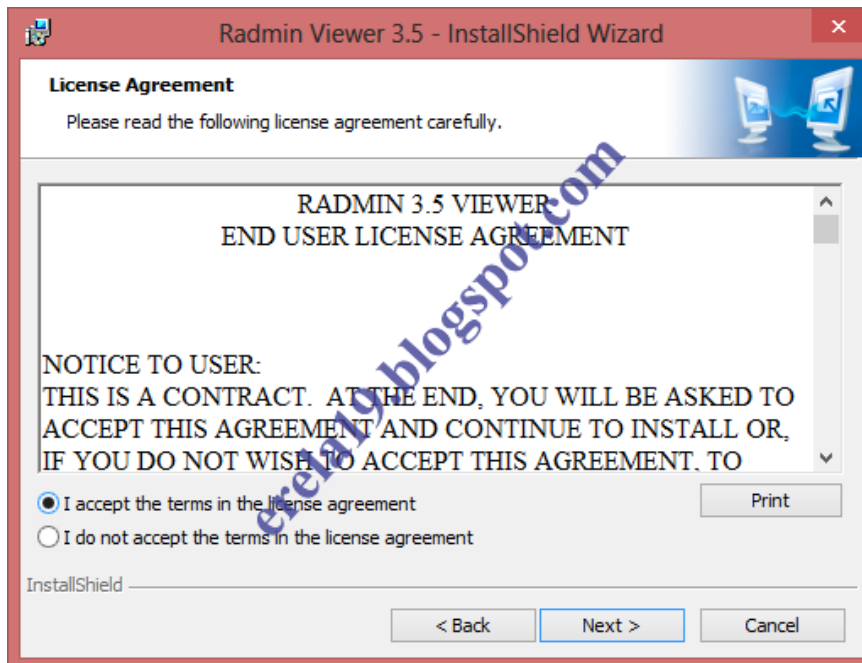 Radmin Viewer 3.5 - InstallShield Wizard
License Agreement
Please read the following license agreement carefully.
RADMIN 3.5 VIEWER
END USER LICENSE AGREEMENT
NOTICE TO USER:
THIS IS A CONTRACT. AT THE END, YOU WILL BE ASKED TO
ACCEPT THIS AGREEMENT AND CONTINUE TO INSTALL OR,
IF YOU DO NOT WISH TO ACCEPT THIS AGREEMENT, TO
erela19.blogspot.com
I accept the terms in the license agreement
Print
I do not accept the terms in the license agreement
InstallShield
< Back
Next >
Cancel